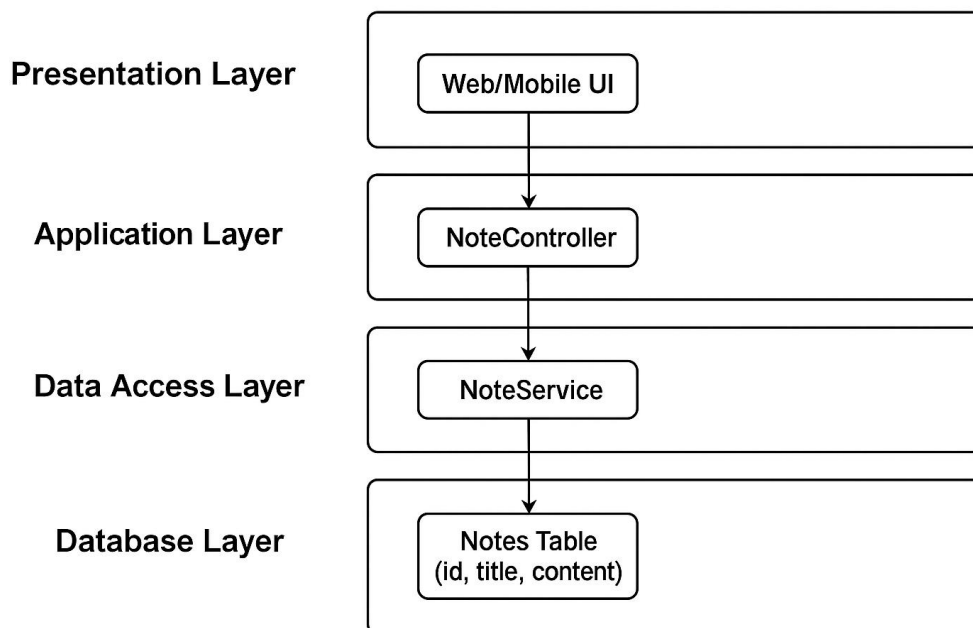 Presentation Layer
Web/Mobile UI
Application Layer
NoteController
Data Access Layer
NoteService
Database Layer
Notes Table
(id, title, content)